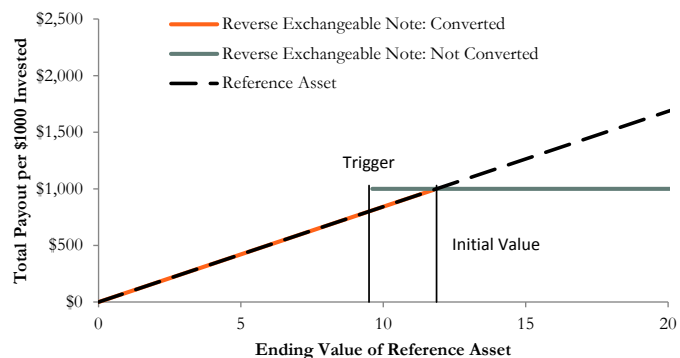 $2,500
$2,000
$1,500
$1,000
$500
$0
Total Payout per $1000 Invested
Reverse Exchangeable Note: Converted
Reverse Exchangeable Note: Not Converted
Reference Asset
Trigger
Initial Value
0 5 10 15 20
Ending Value of Reference Asset